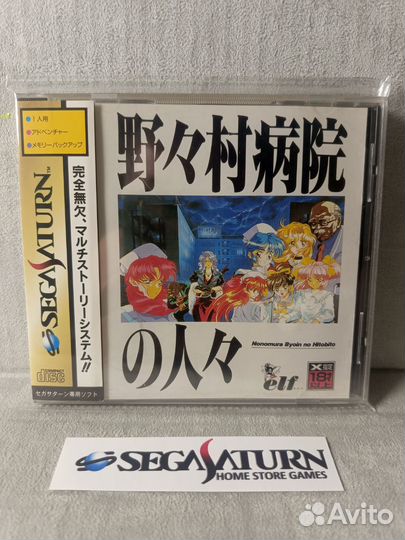 ●1人用
●アドベンチャー
●メモリーバックアップ
SEGA SATURN™
完全無欠、マルチストーリーシステム!!
COMPACT
disc
セガサターン専用ソフト
野々村病院
の人々
Nonomura Byoin no Hitobito
elf
X指定
18才
以上
SEGA SATURN
HOME STORE GAMES
Avito